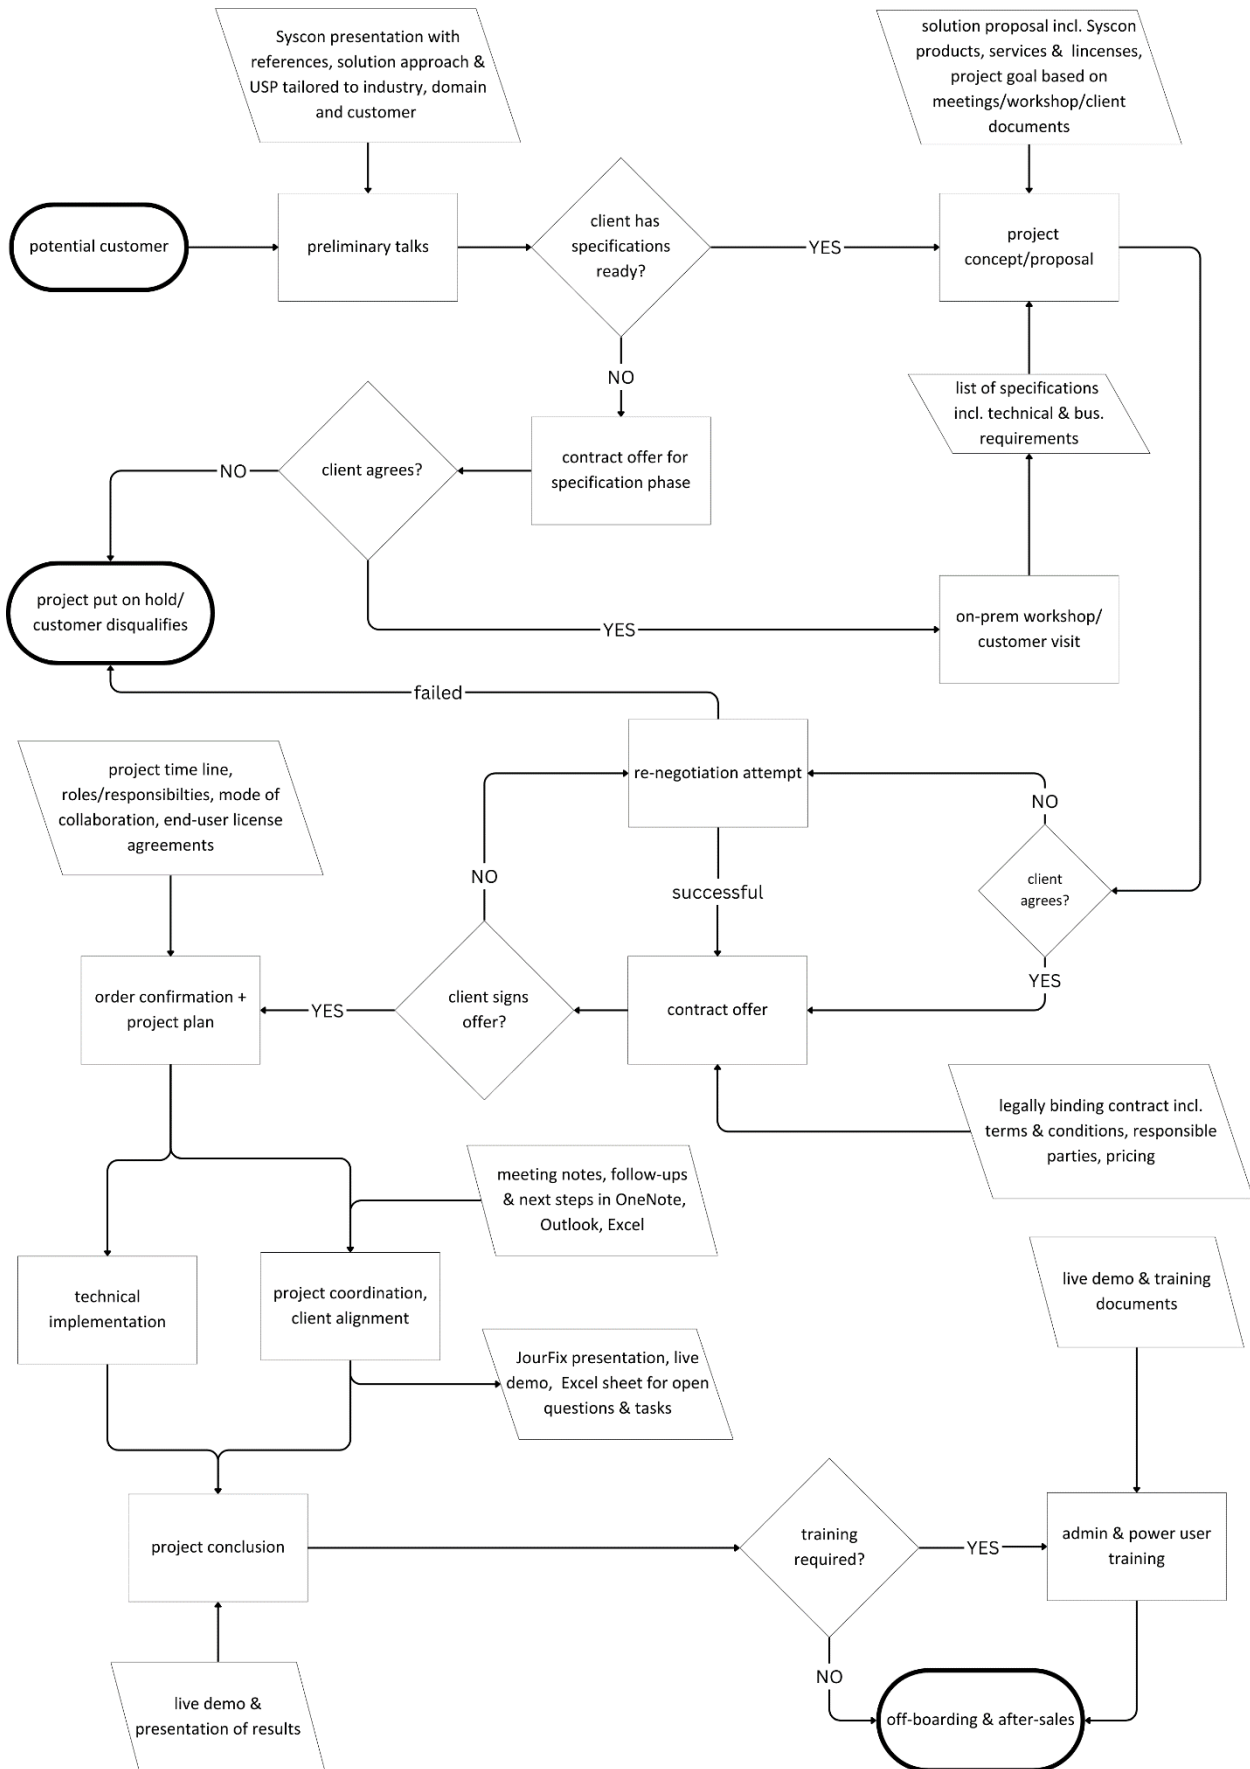 Syscon presentation with
references, solution approach &
USP tailored to industry, domain
and customer
solution proposal incl. Syscon
products, services & lincenses,
project goal based on
meetings/workshop/client
documents
potential customer
preliminary talks
client has
specifications
ready?
YES
project
concept/proposal
NO
list of specifications
incl. technical & bus.
requirements
contract offer for
specification phase
client agrees?
NO
project put on hold/
customer disqualifies
YES
on-prem workshop/
customer visit
failed
re-negotiation attempt
project time line,
roles/responsibilties, mode of
collaboration, end-user license
agreements
NO
client
agrees?
NO
successful
YES
order confirmation +
project plan
YES
client signs
offer?
contract offer
legally binding contract incl.
terms & conditions, responsible
parties, pricing
meeting notes, follow-ups
& next steps in OneNote,
Outlook, Excel
technical
implementation
project coordination,
client alignment
live demo & training
documents
JourFix presentation, live
demo,  Excel sheet for open
questions & tasks
project conclusion
training
required?
YES
admin & power user
training
NO
live demo &
presentation of results
off-boarding & after-sales